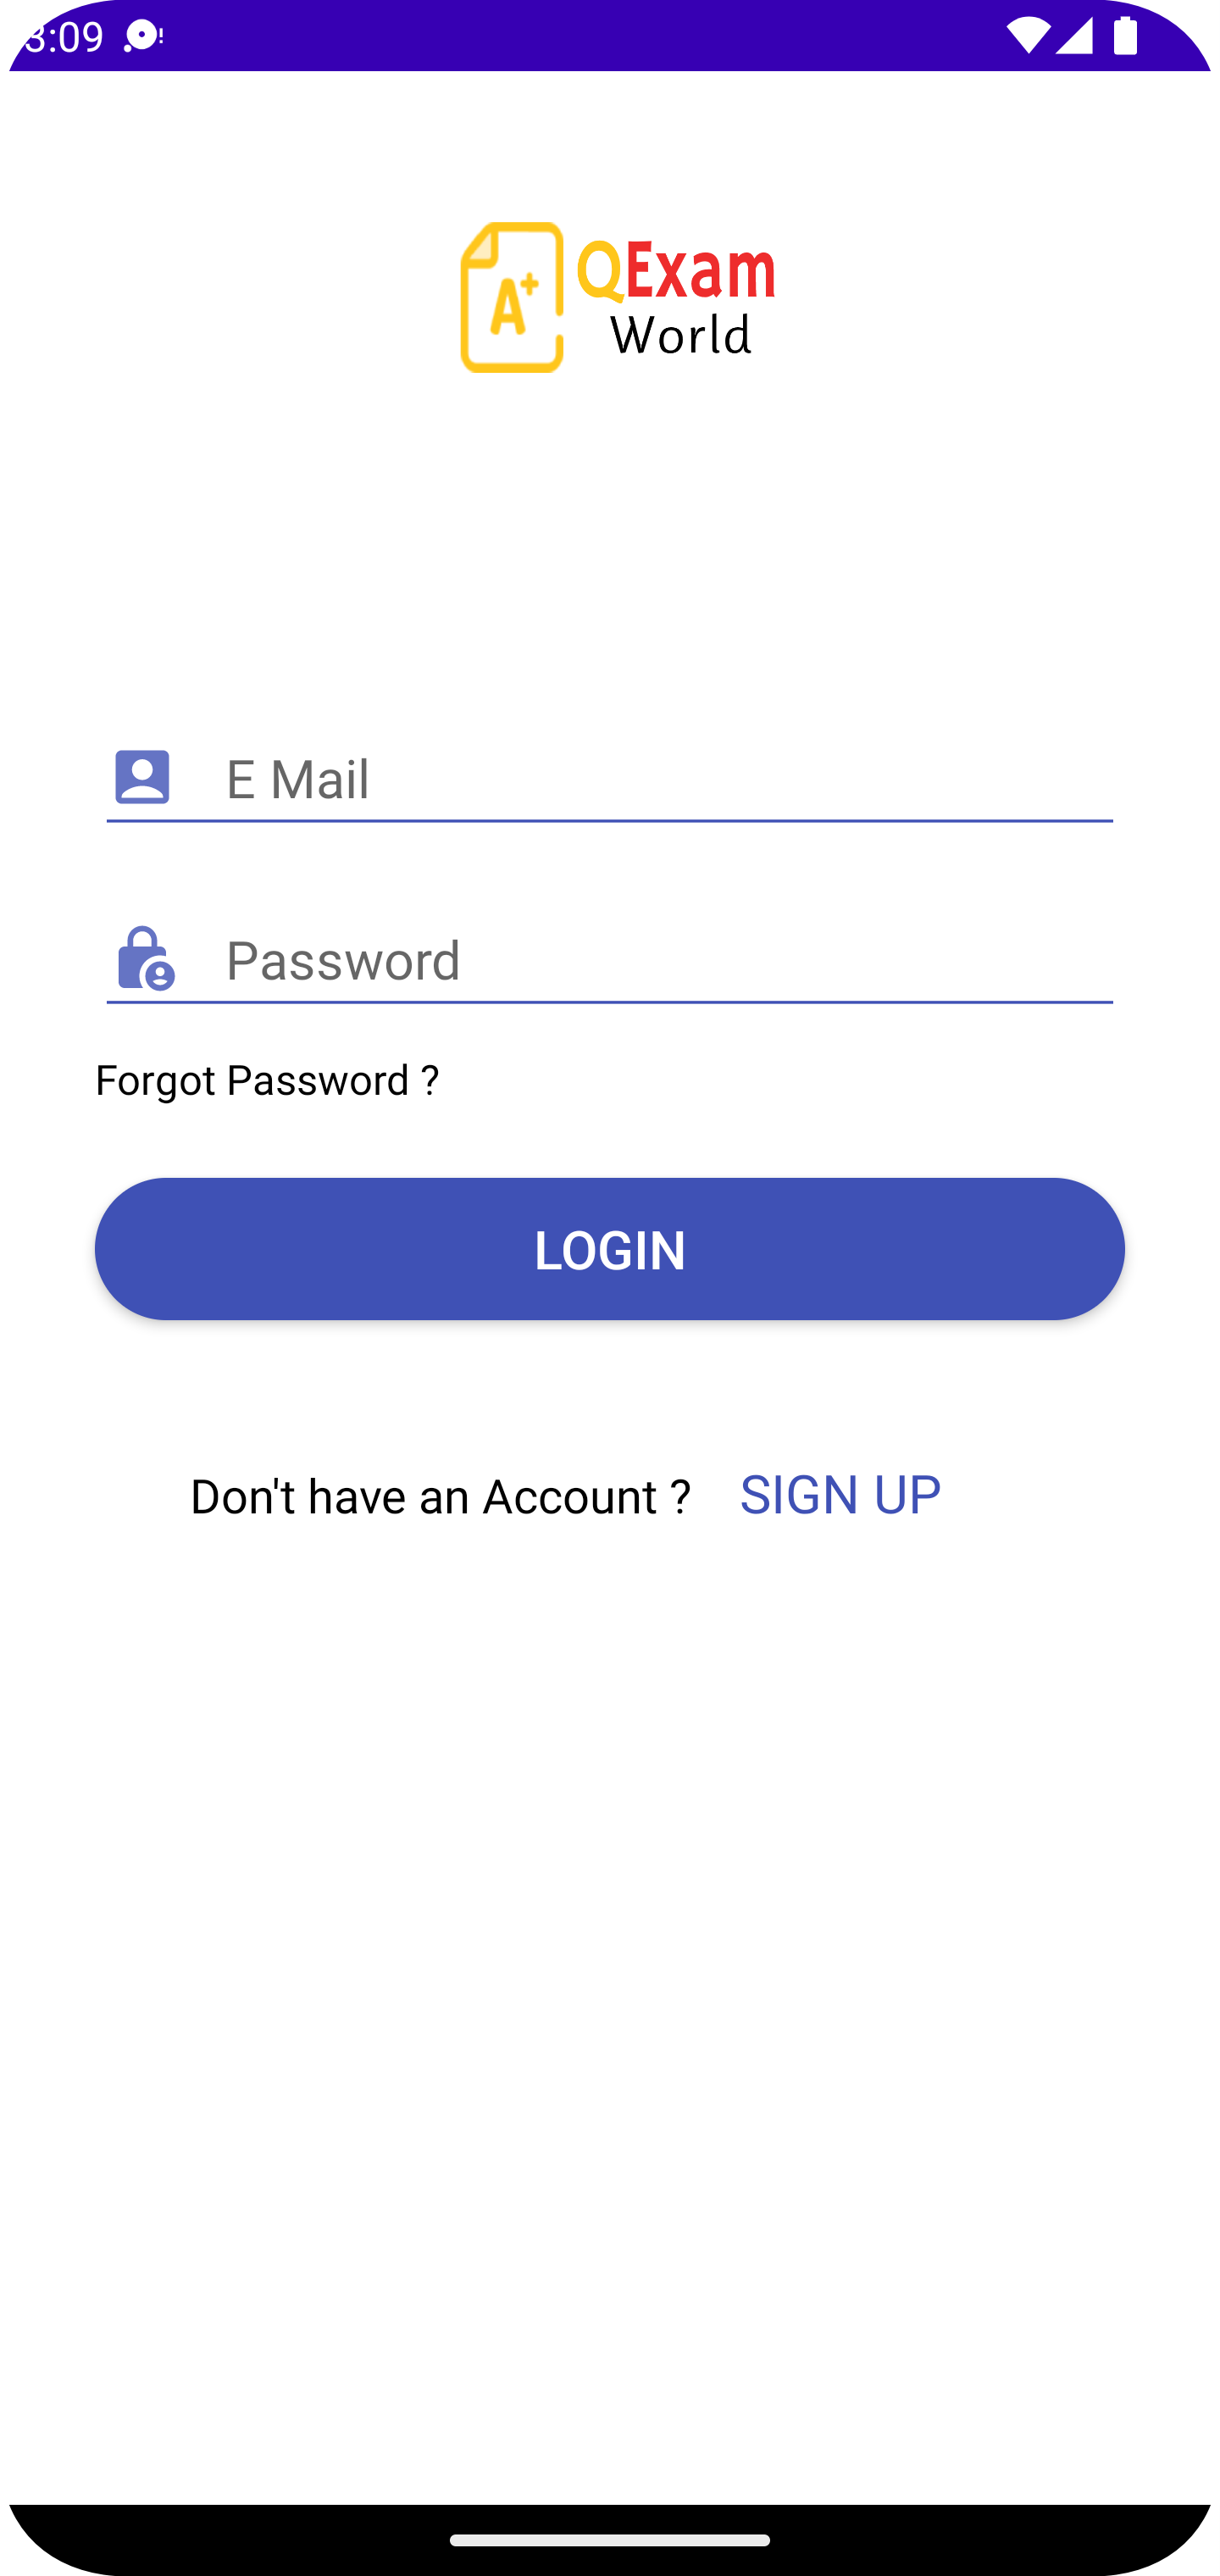 3:09
A+ QExam
World
E Mail
Password
Forgot Password ?
LOGIN
Don't have an Account ? SIGN UP